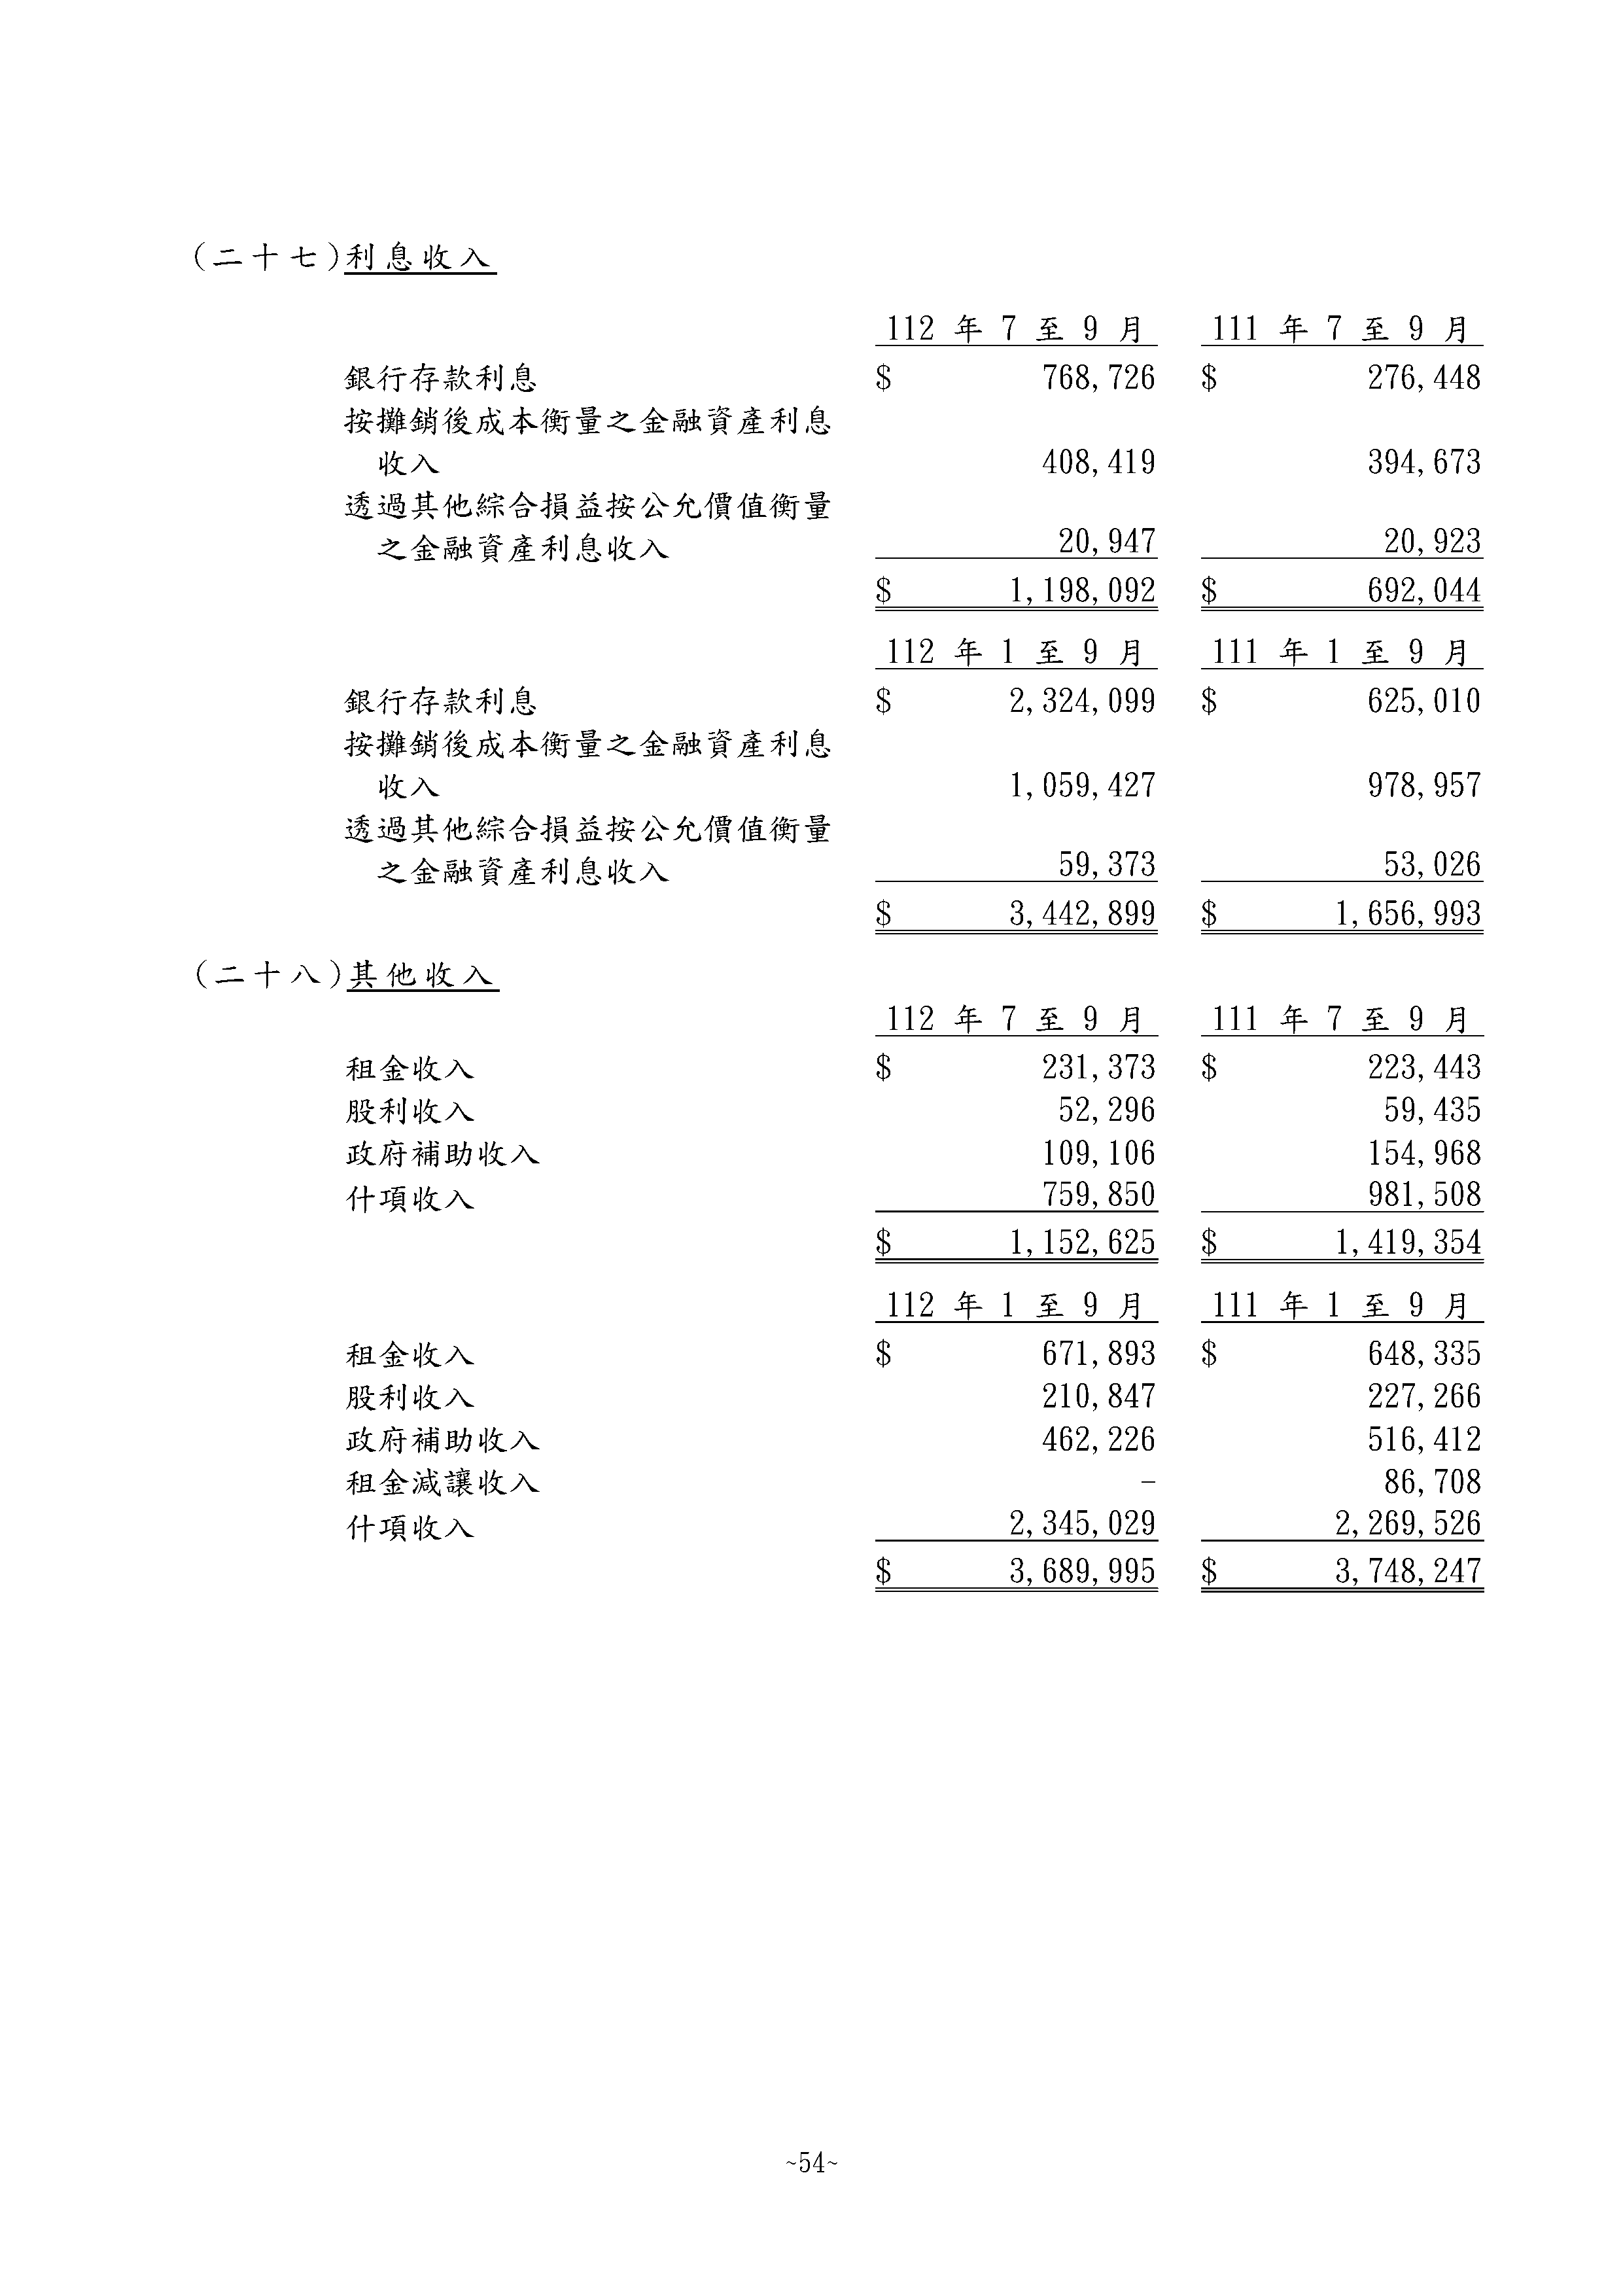 (二十七)利息收入
112 年 7 至 9 月 111 年 7 至 9 月
銀行存款利息 $ 768,726 $ 276,448
按攤銷後成本衡量之金融資產利息
收入 408,419 394,673
透過其他綜合損益按公允價值衡量
之金融資產利息收入 20,947 20,923
$ 1,198,092 $ 692,044
112 年 1 至 9 月 111 年 1 至 9 月
銀行存款利息 $ 2,324,099 $ 625,010
按攤銷後成本衡量之金融資產利息
收入 1,059,427 978,957
透過其他綜合損益按公允價值衡量
之金融資產利息收入 59,373 53,026
$ 3,442,899 $ 1,656,993
(二十八)其他收入
112 年 7 至 9 月 111 年 7 至 9 月
租金收入 $ 231,373 $ 223,443
股利收入 52,296 59,435
政府補助收入 109,106 154,968
什項收入 759,850 981,508
$ 1,152,625 $ 1,419,354
112 年 1 至 9 月 111 年 1 至 9 月
租金收入 $ 671,893 $ 648,335
股利收入 210,847 227,266
政府補助收入 462,226 516,412
租金減讓收入 - 86,708
什項收入 2,345,029 2,269,526
$ 3,689,995 $ 3,748,247
~54~